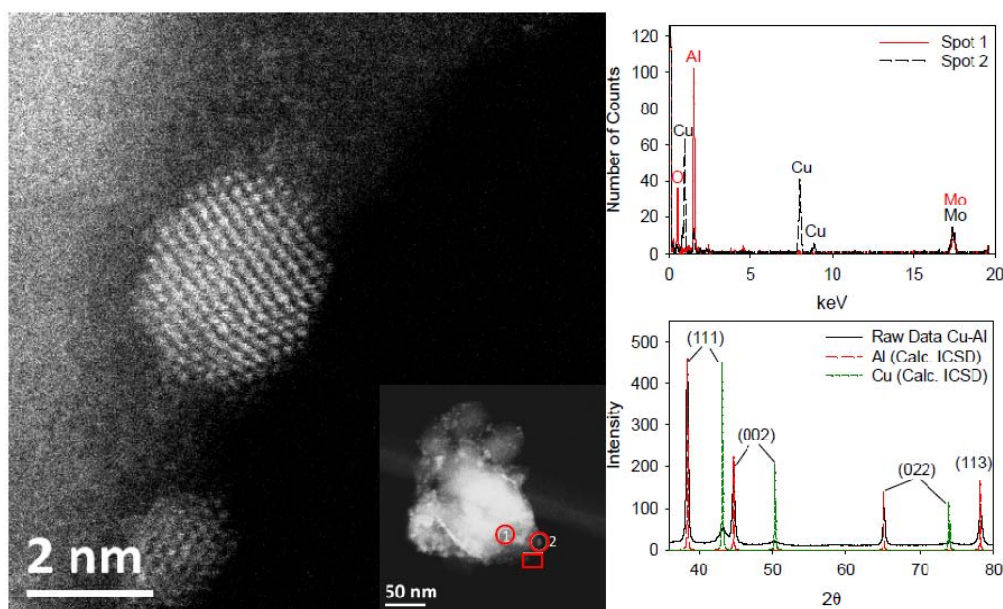 2 nm
50 nm
1
2
Number of Counts
120
100
80
60
40
20
0
Al
Cu
O
Cu
Cu
Mo
Mo
Spot 1
Spot 2
0 5 10 15 20
keV
Intensity
500
400
300
200
100
0
(111)
(002)
(022)
(113)
Raw Data Cu-Al
Al (Calc. ICSD)
Cu (Calc. ICSD)
40 50 60 70 80
2θ